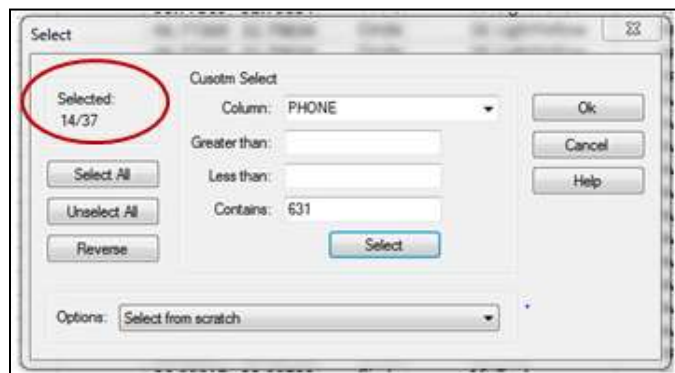 Select
Selected:
14/37
Select All
Unselect All
Reverse
Cusotm Select
Column: PHONE
Greater than:
Less than:
Contains: 631
Select
Ok
Cancel
Help
Options: Select from scratch